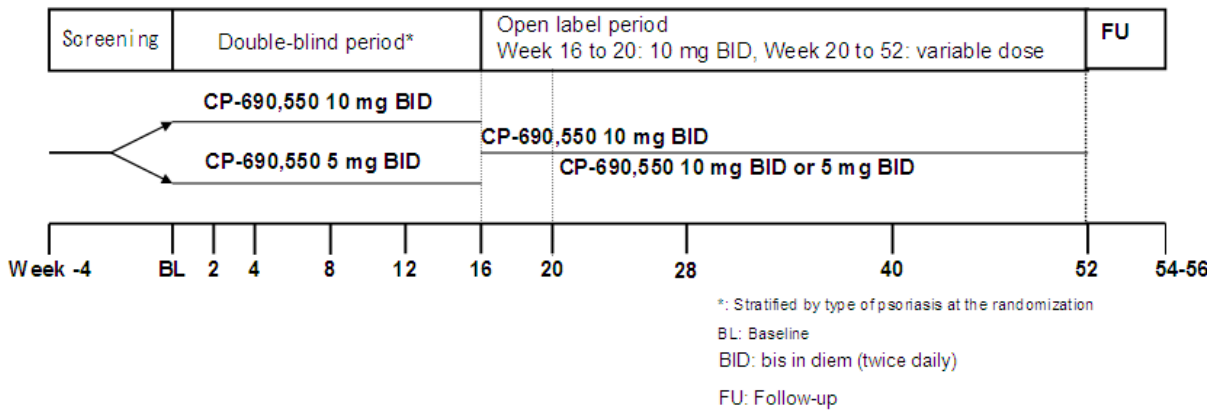 Screening
Double-blind period*
Open label period
Week 16 to 20: 10 mg BID, Week 20 to 52: variable dose
FU
CP-690,550 10 mg BID
CP-690,550 5 mg BID
CP-690,550 10 mg BID
CP-690,550 10 mg BID or 5 mg BID
Week -4 BL 2 4 8 12 16 20 28 40 52 54-56
*: Stratified by type of psoriasis at the randomization
BL: Baseline
BID: bis in diem (twice daily)
FU: Follow-up